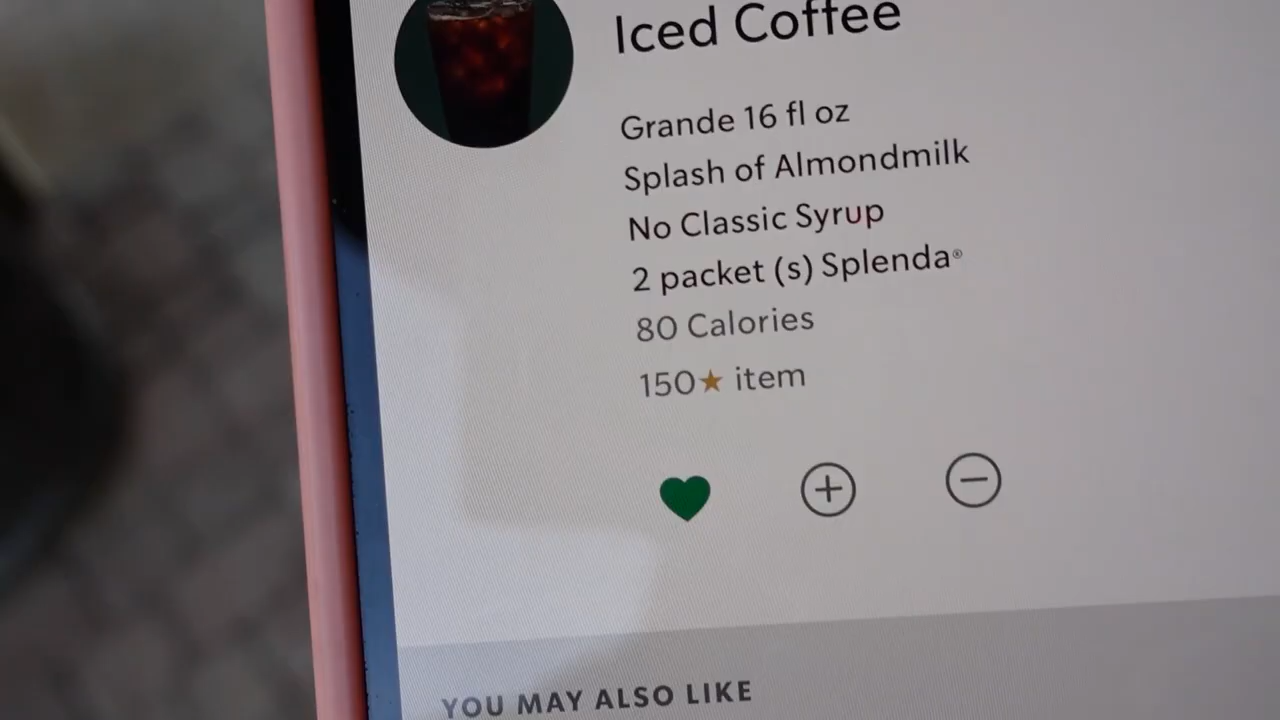 Iced Coffee
Grande 16 fl oz
Splash of Almondmilk
No Classic Syrup
2 packet (s) Splenda®
80 Calories
150★ item
YOU MAY ALSO LIKE